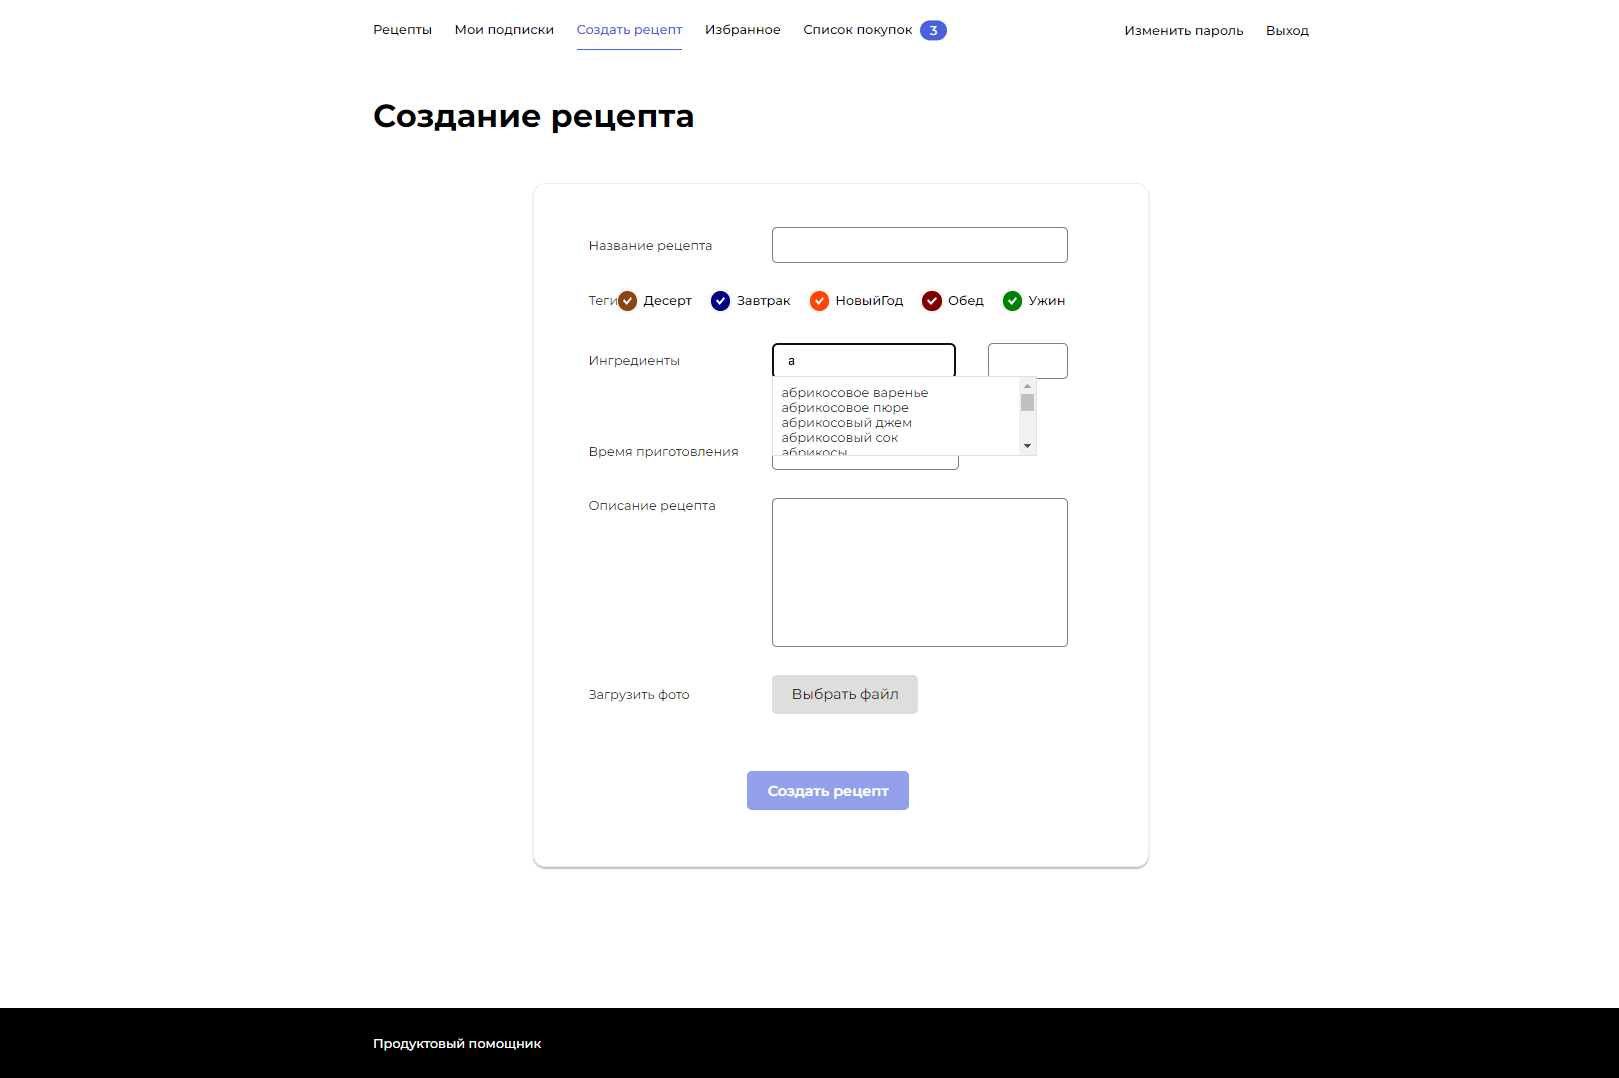 Рецепты Мои подписки Создать рецепт Избранное Список покупок 3 Изменить пароль Выход
Создание рецепта
Название рецепта
Теги Десерт Завтрак НовыйГод Обед Ужин
Ингредиенты а
абрикосовое варенье
абрикосовое пюре
абрикосовый джем
абрикосовый сок
абрикосы
Время приготовления
Описание рецепта
Загрузить фото Выбрать файл
Создать рецепт
Продуктовый помощник